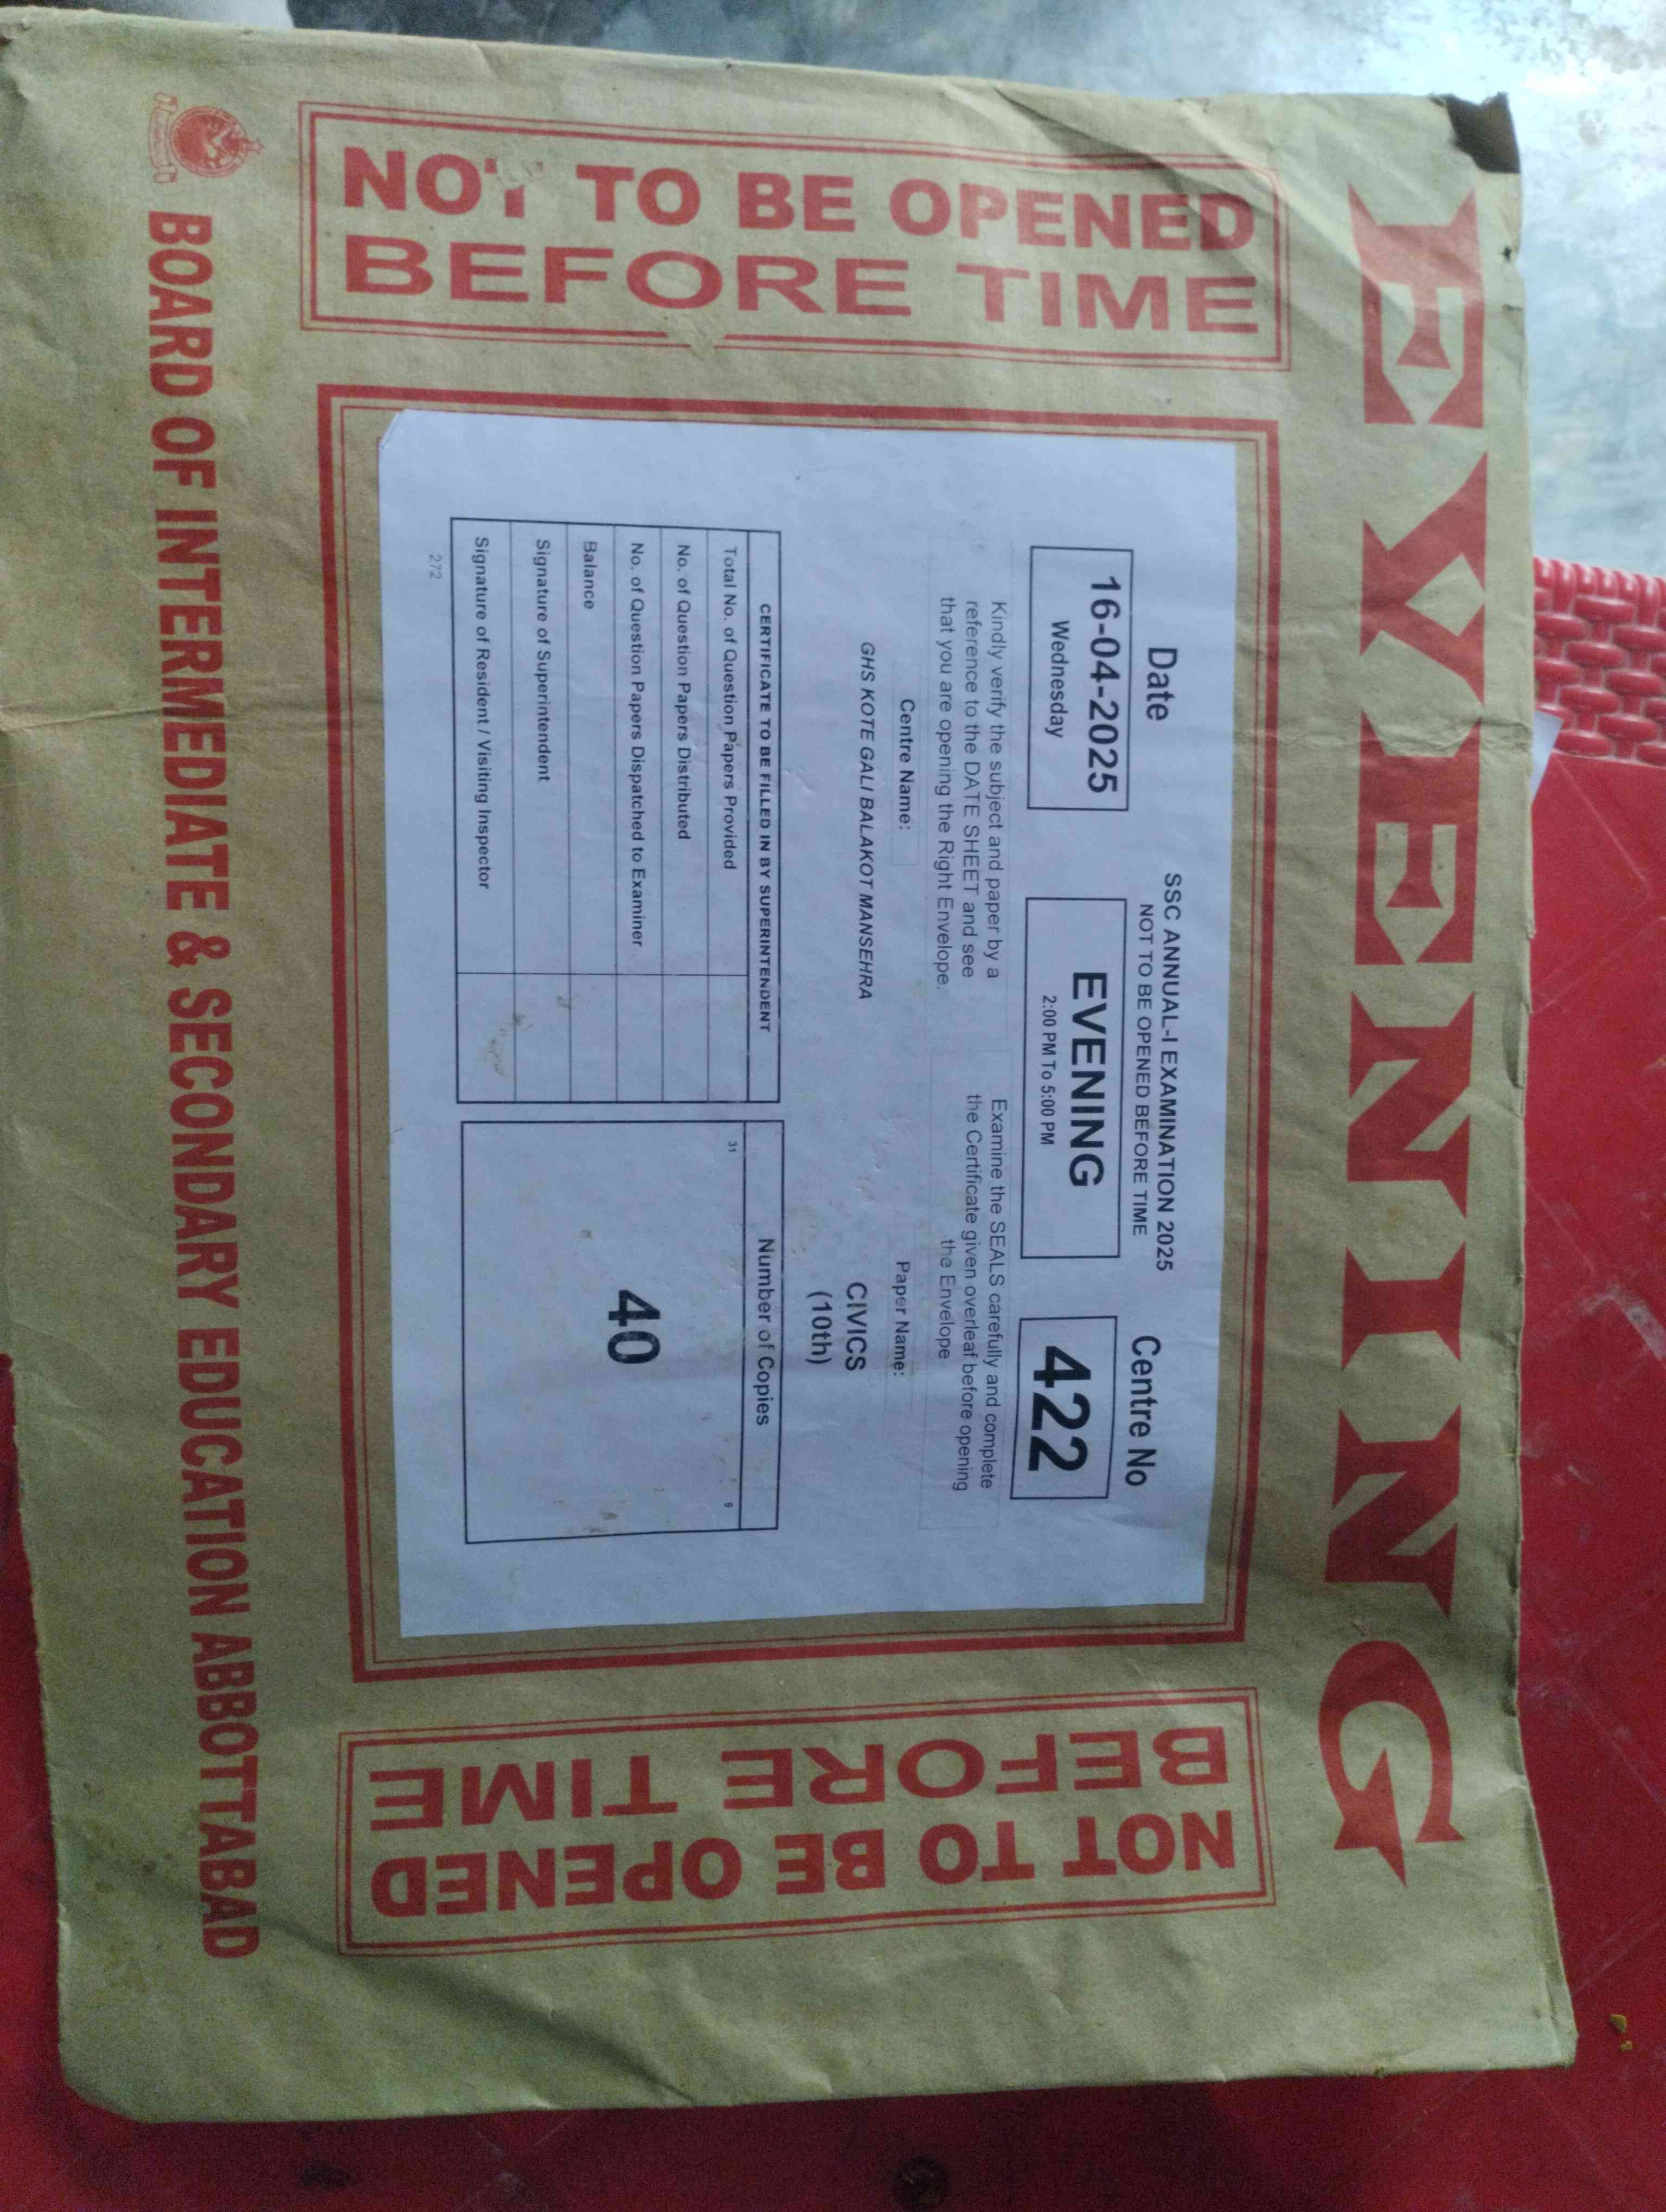 EVENING
NOT TO BE OPENED
BEFORE TIME
SSC ANNUAL-I EXAMINATION 2025
NOT TO BE OPENED BEFORE TIME
Date
16-04-2025
Wednesday
EVENING
2:00 PM To 5:00 PM
Centre No
422
Kindly verify the subject and paper by a
reference to the DATE SHEET and see
that you are opening the Right Envelope.
Examine the SEALS carefully and complete
the Certificate given overleaf before opening
the Envelope
Centre Name:
GHS KOTE GALI BALAKOT MANSEHRA
Paper Name:
CIVICS
(10th)
CERTIFICATE TO BE FILLED IN BY SUPERINTENDENT
Total No. of Question Papers Provided
No. of Question Papers Distributed
No. of Question Papers Dispatched to Examiner
Balance
Signature of Superintendent
Signature of Resident / Visiting Inspector
272
Number of Copies
31
9
40
NOT TO BE OPENED
BEFORE TIME
BOARD OF INTERMEDIATE & SECONDARY EDUCATION ABBOTTABAD